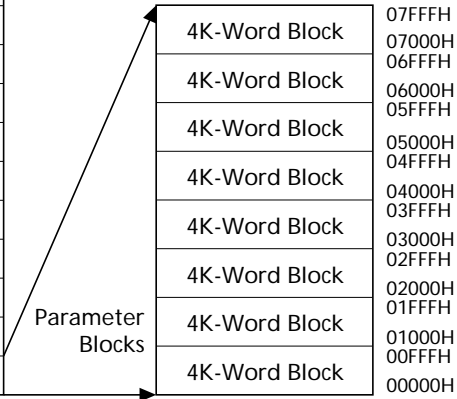 4K-Word Block
07FFFH
07000H
4K-Word Block
06FFFH
06000H
4K-Word Block
05FFFH
05000H
4K-Word Block
04FFFH
04000H
4K-Word Block
03FFFH
03000H
4K-Word Block
02FFFH
02000H
Parameter
Blocks
4K-Word Block
01FFFH
01000H
4K-Word Block
00FFFH
00000H